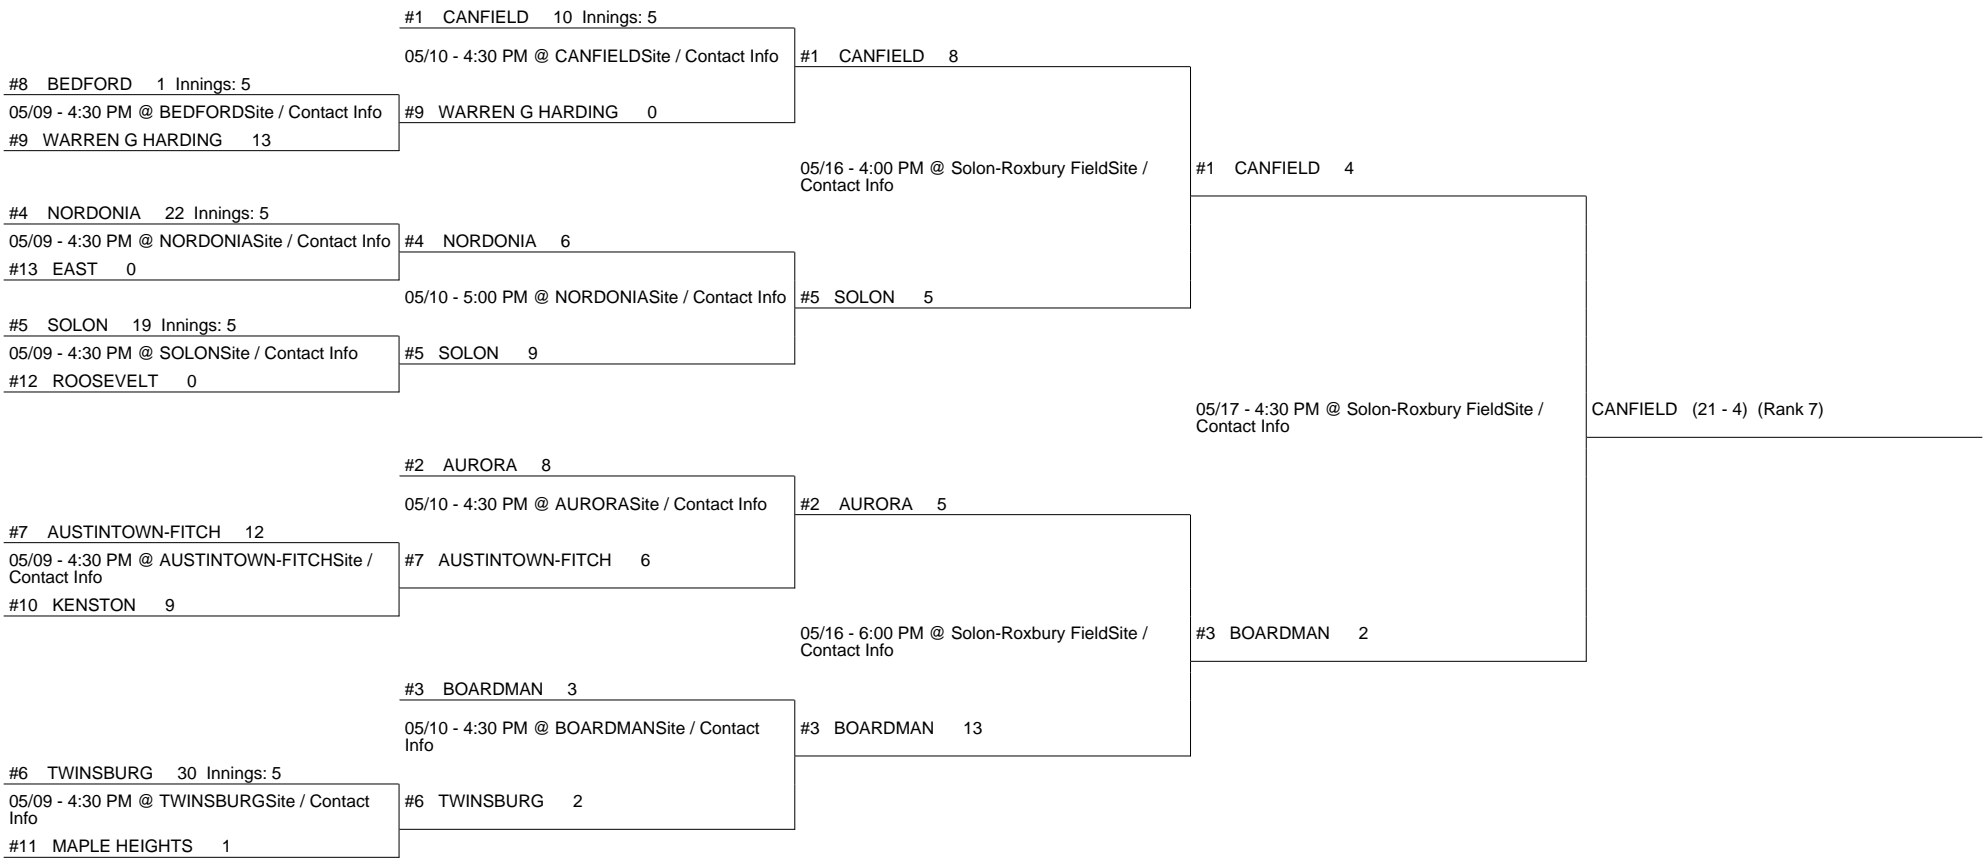 #1 CANFIELD 10 Innings: 5
05/10 - 4:30 PM @ CANFIELDSite / Contact Info
#1 CANFIELD 8
#8 BEDFORD 1 Innings: 5
05/09 - 4:30 PM @ BEDFORDSite / Contact Info
#9 WARREN G HARDING 0
#9 WARREN G HARDING 13
05/16 - 4:00 PM @ Solon-Roxbury FieldSite /
Contact Info
#1 CANFIELD 4
#4 NORDONIA 22 Innings: 5
05/09 - 4:30 PM @ NORDONIASite / Contact Info
#4 NORDONIA 6
#13 EAST 0
05/10 - 5:00 PM @ NORDONIASite / Contact Info
#5 SOLON 5
#5 SOLON 19 Innings: 5
05/09 - 4:30 PM @ SOLONSite / Contact Info
#5 SOLON 9
#12 ROOSEVELT 0
05/17 - 4:30 PM @ Solon-Roxbury FieldSite /
Contact Info
CANFIELD (21 - 4) (Rank 7)
#2 AURORA 8
05/10 - 4:30 PM @ AURORASite / Contact Info
#2 AURORA 5
#7 AUSTINTOWN-FITCH 12
05/09 - 4:30 PM @ AUSTINTOWN-FITCHSite /
Contact Info
#7 AUSTINTOWN-FITCH 6
#10 KENSTON 9
05/16 - 6:00 PM @ Solon-Roxbury FieldSite /
Contact Info
#3 BOARDMAN 2
#3 BOARDMAN 3
05/10 - 4:30 PM @ BOARDMANSite / Contact
Info
#3 BOARDMAN 13
#6 TWINSBURG 30 Innings: 5
05/09 - 4:30 PM @ TWINSBURGSite / Contact
Info
#6 TWINSBURG 2
#11 MAPLE HEIGHTS 1